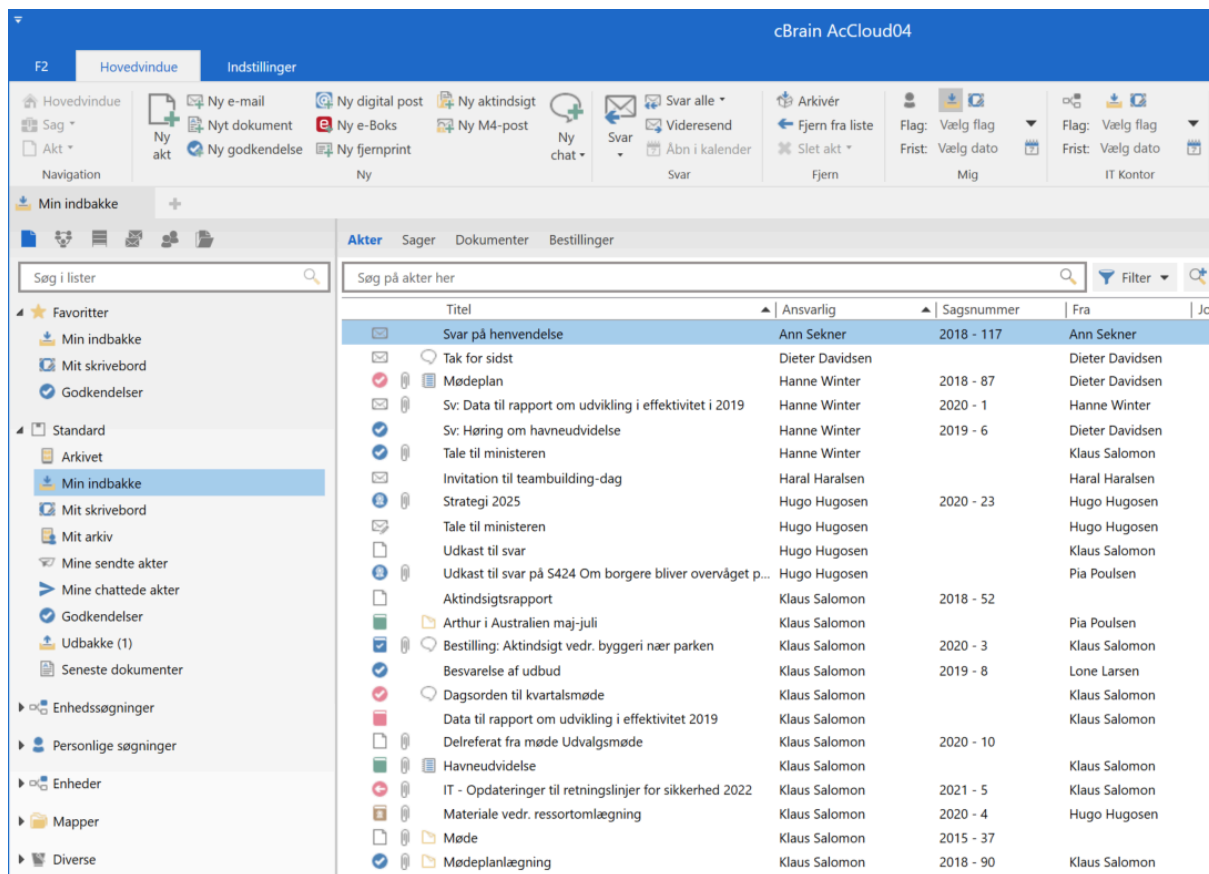 cBrain AcCloud04
F2 Hovedvindue Indstillinger
Hovedvindue Ny e-mail Ny digital post Ny aktindsigt Svar alle Arkivér
Sag Nyt dokument Ny e-Boks Ny M4-post Videresend Fjern fra liste Flag: Vælg flag Flag: Vælg flag
Akt Ny akt Ny godkendelse Ny fjernprint Ny chat Svar Åbn i kalender Slet akt Frist: Vælg dato Frist: Vælg dato
Navigation Ny Svar Fjern Mig IT Kontor
Min indbakke
Akter Sager Dokumenter Bestillinger
Søg i lister
Søg på akter her Filter
Favoritter
Min indbakke
Mit skrivebord
Godkendelser
Standard
Arkivet
Min indbakke
Mit skrivebord
Mit arkiv
Mine sendte akter
Mine chattede akter
Godkendelser
Udbakke (1)
Seneste dokumenter
Enhedssøgninger
Personlige søgninger
Enheder
Mapper
Diverse
Titel Ansvarlig Sagsnummer Fra
Svar på henvendelse Ann Sekner 2018 - 117 Ann Sekner
Tak for sidst Dieter Davidsen Dieter Davidsen
Mødeplan Hanne Winter 2018 - 87 Dieter Davidsen
Sv: Data til rapport om udvikling i effektivitet i 2019 Hanne Winter 2020 - 1 Hanne Winter
Sv: Høring om havneudvidelse Hanne Winter 2019 - 6 Dieter Davidsen
Tale til ministeren Hanne Winter Klaus Salomon
Invitation til teambuilding-dag Haral Haralsen Haral Haralsen
Strategi 2025 Hugo Hugosen 2020 - 23 Hugo Hugosen
Tale til ministeren Hugo Hugosen Hugo Hugosen
Udkast til svar Hugo Hugosen Klaus Salomon
Udkast til svar på S424 Om borgere bliver overvåget p... Hugo Hugosen Pia Poulsen
Aktindsigtsrapport Klaus Salomon 2018 - 52
Arthur i Australien maj-juli Klaus Salomon Pia Poulsen
Bestilling: Aktindsigt vedr. byggeri nær parken Klaus Salomon 2020 - 3 Klaus Salomon
Besvarelse af udbud Klaus Salomon 2019 - 8 Lone Larsen
Dagsorden til kvartalsmøde Klaus Salomon Klaus Salomon
Data til rapport om udvikling i effektivitet 2019 Klaus Salomon Klaus Salomon
Delreferat fra møde Udvalgsmøde Klaus Salomon 2020 - 10
Havneudvidelse Klaus Salomon Klaus Salomon
IT - Opdateringer til retningslinjer for sikkerhed 2022 Klaus Salomon 2021 - 5 Klaus Salomon
Materiale vedr. ressortomlægning Klaus Salomon 2020 - 4 Hugo Hugosen
Møde Klaus Salomon 2015 - 37
Mødeplanlægning Klaus Salomon 2018 - 90 Klaus Salomon